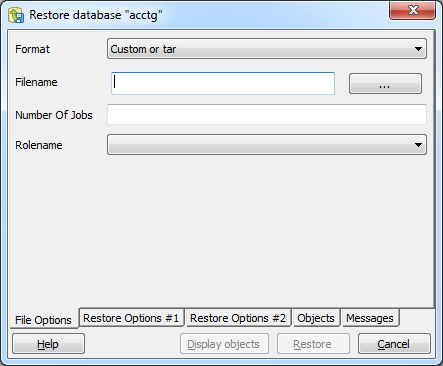 Restore database "acctg"
Format Custom or tar
Filename ...
Number Of Jobs
Rolename
File Options Restore Options #1 Restore Options #2 Objects Messages
Help Display objects Restore Cancel